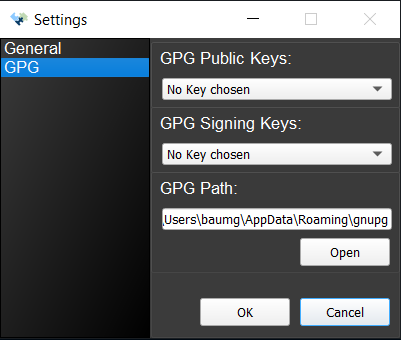 Settings
General
GPG
GPG Public Keys:
No Key chosen
GPG Signing Keys:
No Key chosen
GPG Path:
\Users\baumg\AppData\Roaming\gnupg
Open
OK
Cancel